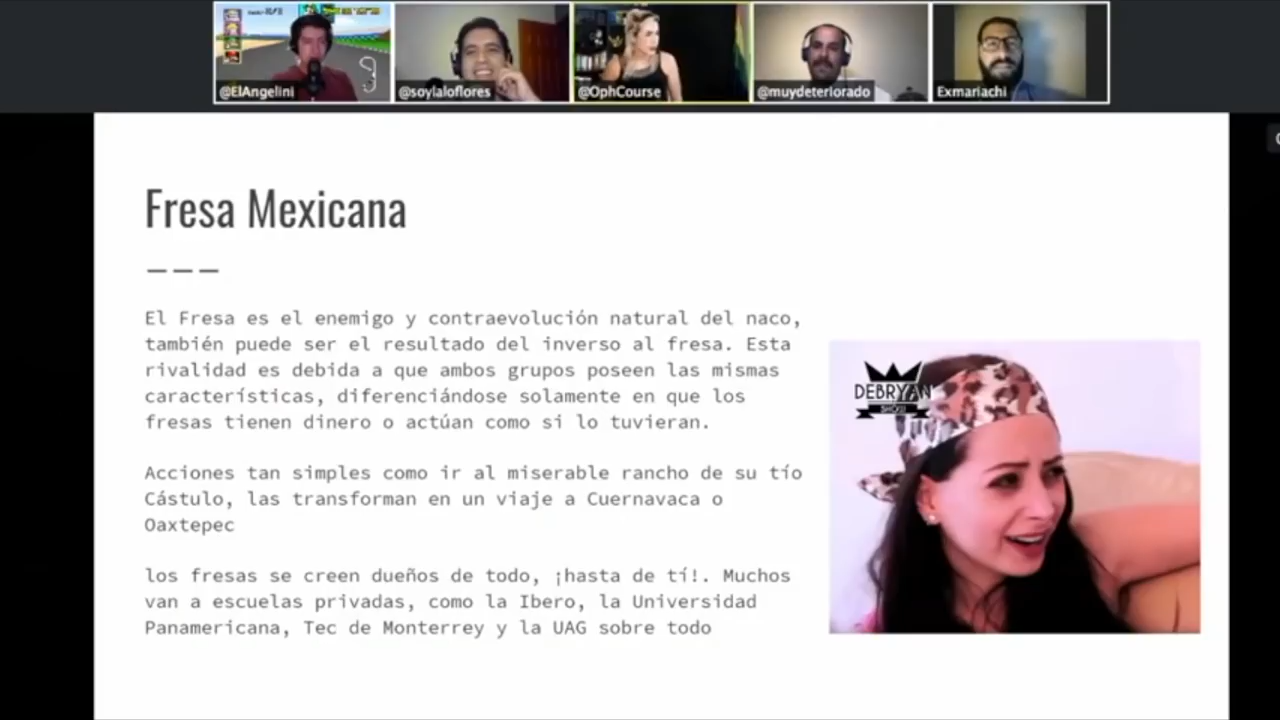 @ElAngelini
@soylaloflores
@OphCourse
@muydeteriorado
Exmariachi
Fresa Mexicana
El Fresa es el enemigo y contraevolución natural del naco,
también puede ser el resultado del inverso al fresa. Esta
rivalidad es debida a que ambos grupos poseen las mismas
características, diferenciándose solamente en que los
fresas tienen dinero o actúan como si lo tuvieran.
Acciones tan simples como ir al miserable rancho de su tío
Cástulo, las transforman en un viaje a Cuernavaca o
Oaxtepec
los fresas se creen dueños de todo, ¡hasta de tí!. Muchos
van a escuelas privadas, como la Ibero, la Universidad
Panamericana, Tec de Monterrey y la UAG sobre todo
DEBRYAN
SHOW